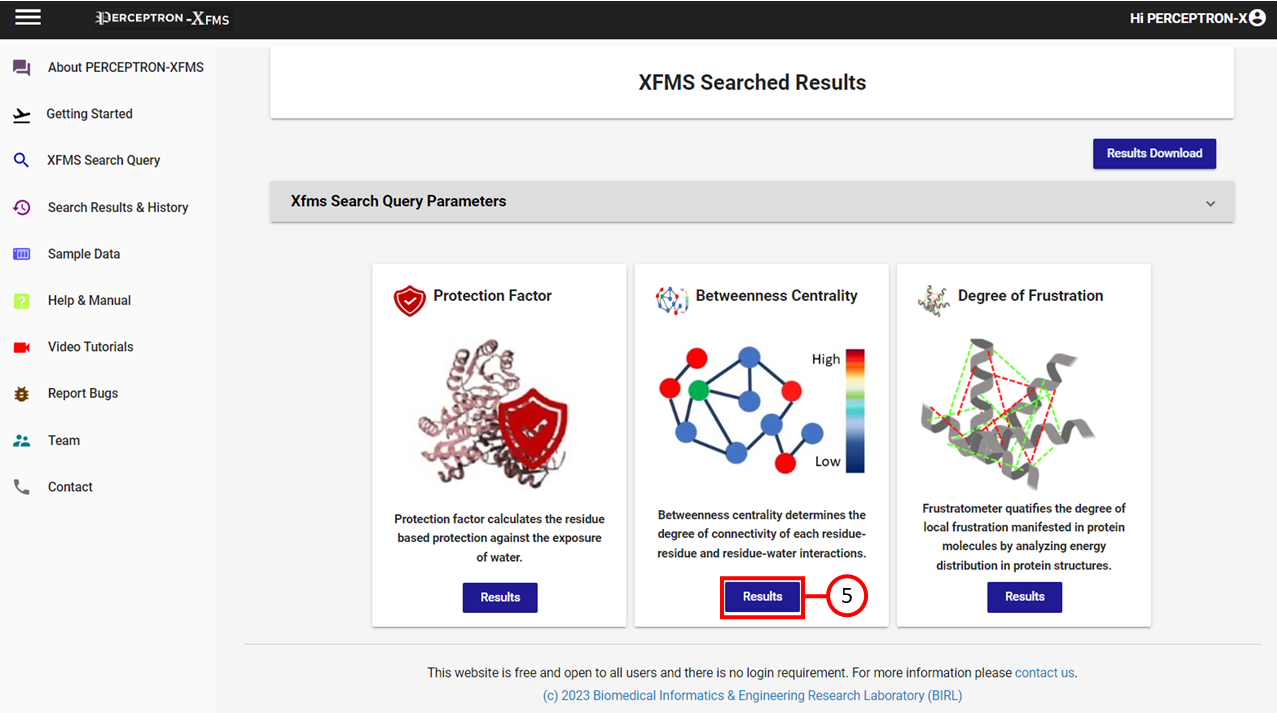 PERCEPTRON-XFMS
Hi PERCEPTRON-X
About PERCEPTRON-XFMS
Getting Started
XFMS Search Query
Search Results & History
Sample Data
Help & Manual
Video Tutorials
Report Bugs
Team
Contact
XFMS Searched Results
Results Download
Xfms Search Query Parameters
Protection Factor
Protection factor calculates the residue
based protection against the exposure
of water.
Results
Betweenness Centrality
High
Low
Betweenness centrality determines the
degree of connectivity of each residue-
residue and residue-water interactions.
Results
5
Degree of Frustration
Frustratometer quatifies the degree of
local frustration manifested in protein
molecules by analyzing energy
distribution in protein structures.
Results
This website is free and open to all users and there is no login requirement. For more information please contact us.
(c) 2023 Biomedical Informatics & Engineering Research Laboratory (BIRL)